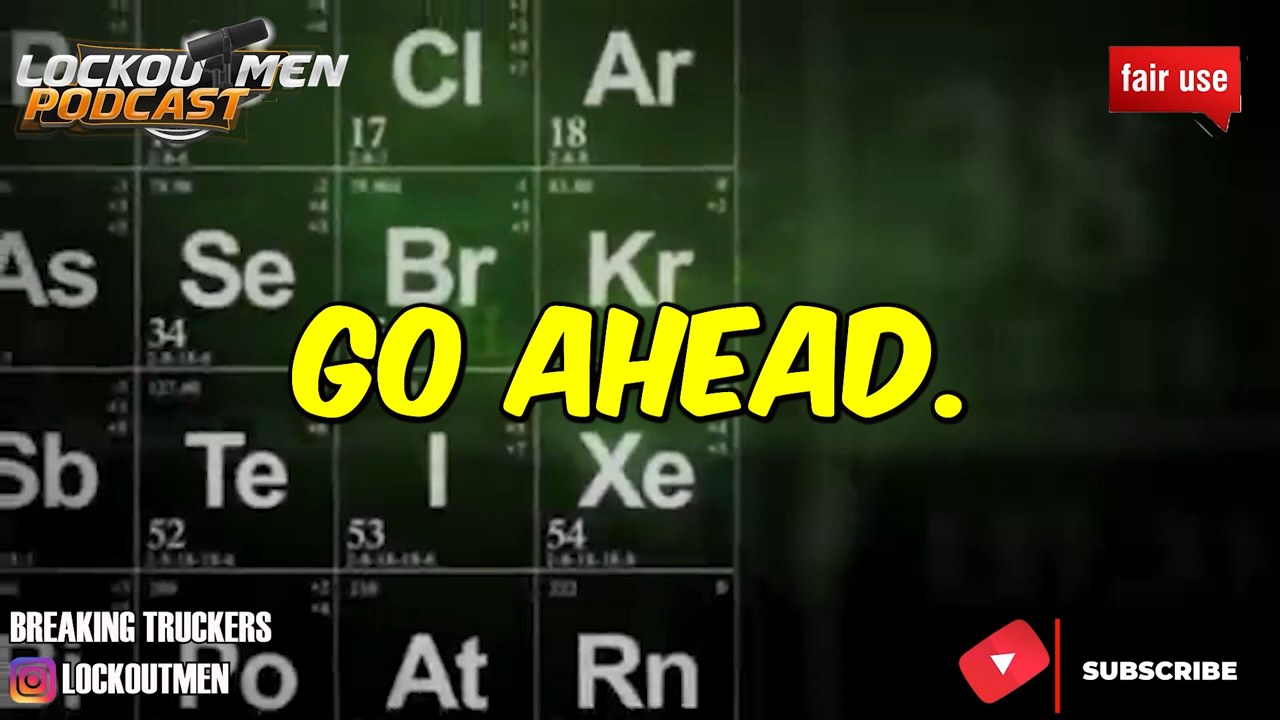 LOCKOUTMEN
PODCAST
fair use
Cl Ar
17 18
As Se Br Kr
34
GO AHEAD.
Sb Te I Xe
52 53 54
Po At Rn
BREAKING TRUCKERS
LOCKOUTMEN
SUBSCRIBE